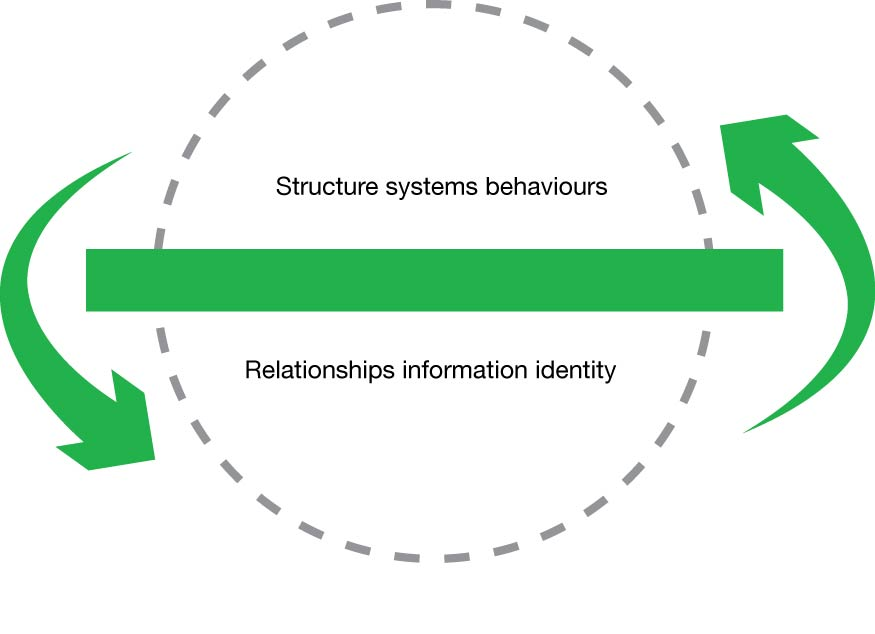 Structure systems behaviours
Relationships information identity